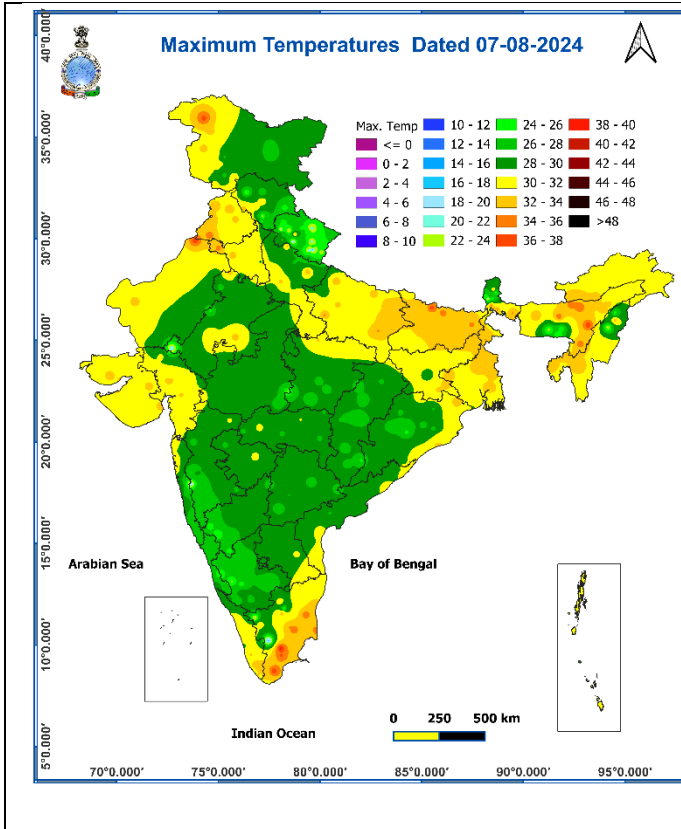 Maximum Temperatures Dated 07-08-2024
Max. Temp
<= 0
0 - 2
2 - 4
4 - 6
6 - 8
8 - 10
10 - 12
12 - 14
14 - 16
16 - 18
18 - 20
20 - 22
22 - 24
24 - 26
26 - 28
28 - 30
30 - 32
32 - 34
34 - 36
36 - 38
38 - 40
40 - 42
42 - 44
44 - 46
46 - 48
>48
40°0.000'
35°0.000'
30°0.000'
25°0.000'
20°0.000'
15°0.000'
10°0.000'
5°0.000'
Arabian Sea
Bay of Bengal
Indian Ocean
0 250 500 km
70°0.000' 75°0.000' 80°0.000' 85°0.000' 90°0.000' 95°0.000'